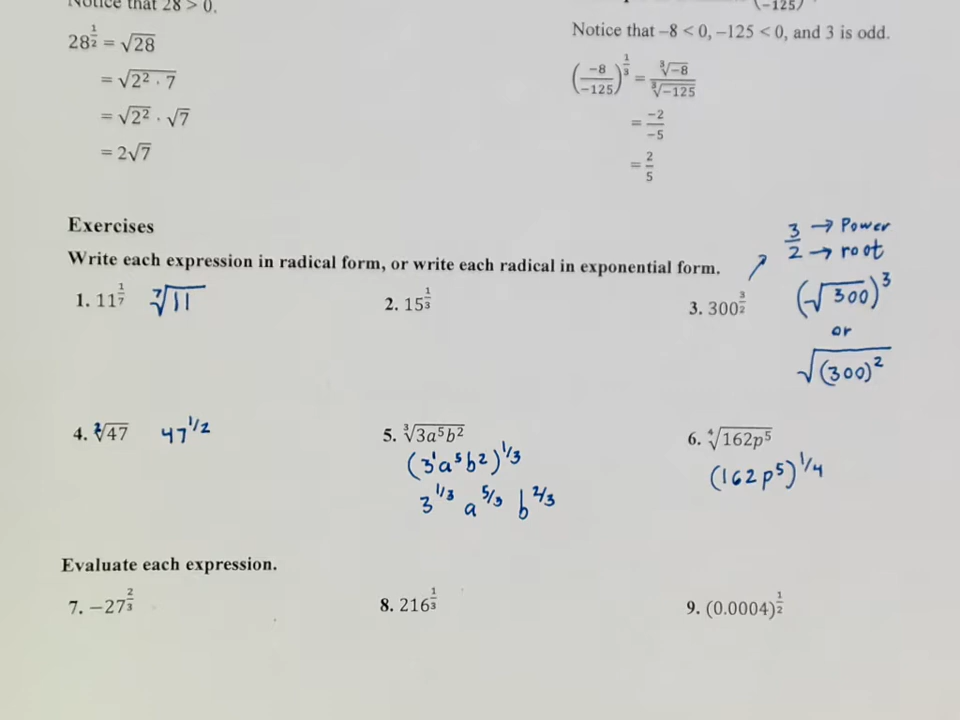 Notice that 28 > 0.
28^(1/2) = √28
= √(2² · 7)
= √2² · √7
= 2√7
(−125)
Notice that −8 < 0, −125 < 0, and 3 is odd.
(−8/−125)^(1/3) = ∛−8/∛−125
= −2/−5
= 2/5
Exercises
Write each expression in radical form, or write each radical in exponential form.
3 → Power
2 → root
1. 11^(1/7) ⁷√11
2. 15^(1/3)
3. 300^(3/2) (√300)³
or
√(300)²
4. ²√47 47^(1/2)
5. ∛(3a⁵b²)
(3¹a⁵b²)^(1/3)
3^(1/3) a^(5/3) b^(2/3)
6. ∜(162p⁵)
(162p⁵)^(1/4)
Evaluate each expression.
7. −27^(2/3)
8. 216^(1/3)
9. (0.0004)^(1/2)